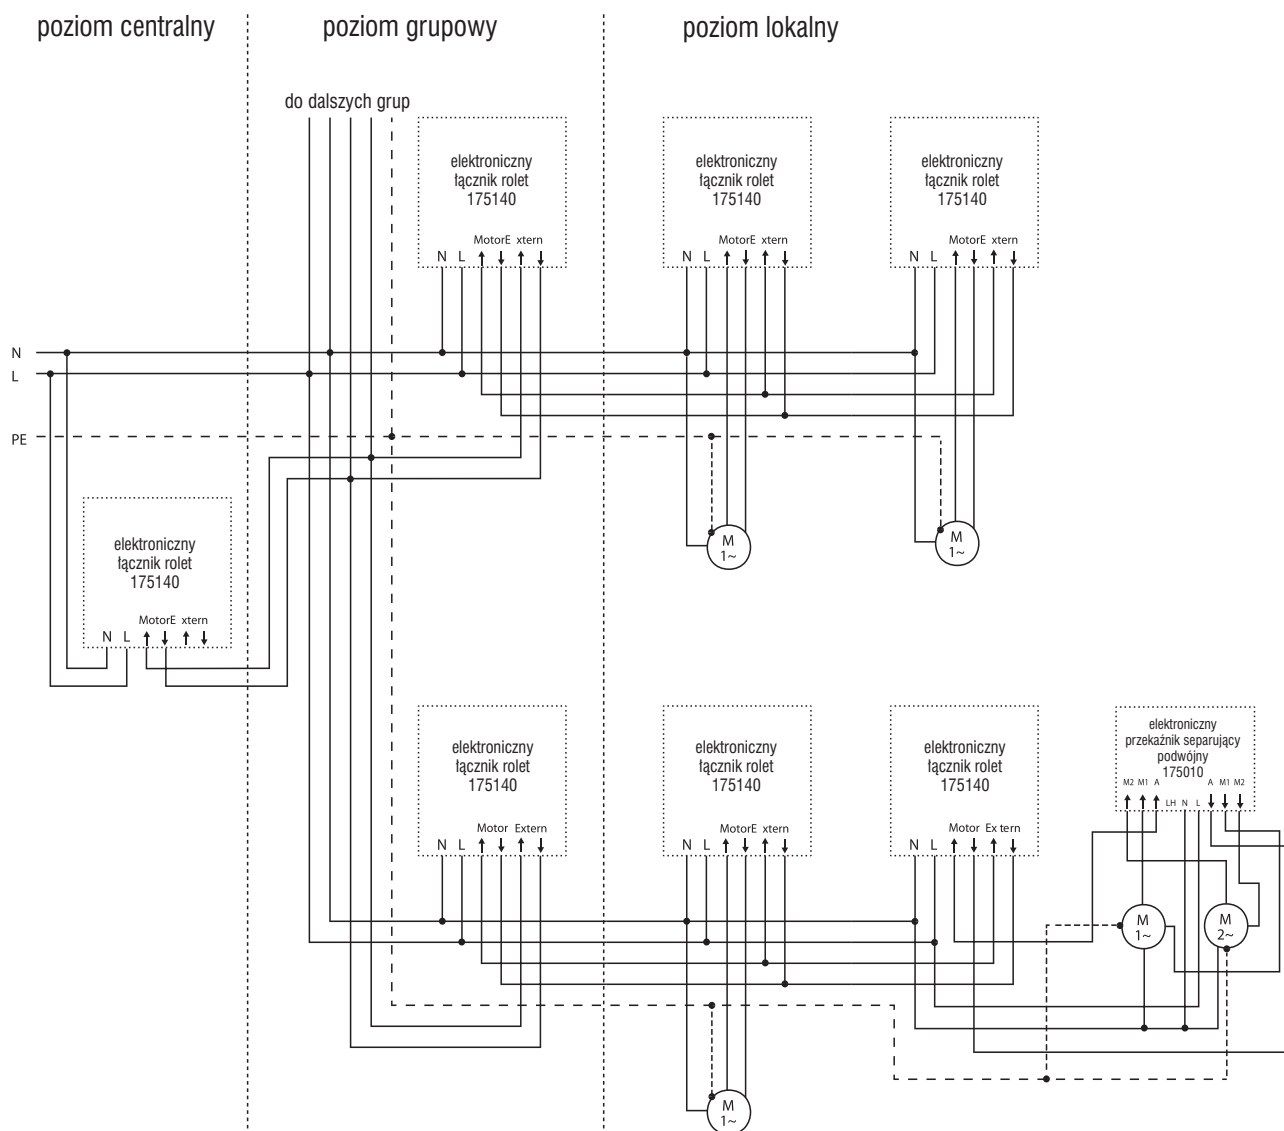 poziom centralny
poziom grupowy
poziom lokalny
do dalszych grup
elektroniczny
łącznik rolet
175140
MotorE xtern
N L
elektroniczny
łącznik rolet
175140
MotorE xtern
N L
elektroniczny
łącznik rolet
175140
MotorE xtern
N L
N
L
PE
M
1~
M
1~
elektroniczny
łącznik rolet
175140
MotorE xtern
N L
elektroniczny
łącznik rolet
175140
Motor Extern
N L
elektroniczny
łącznik rolet
175140
MotorE xtern
N L
elektroniczny
łącznik rolet
175140
Motor Ex tern
N L
elektroniczny
przekaźnik separujący
podwójny
175010
M2 M1 A A M1 M2
LH N L
M
1~
M
2~
M
1~